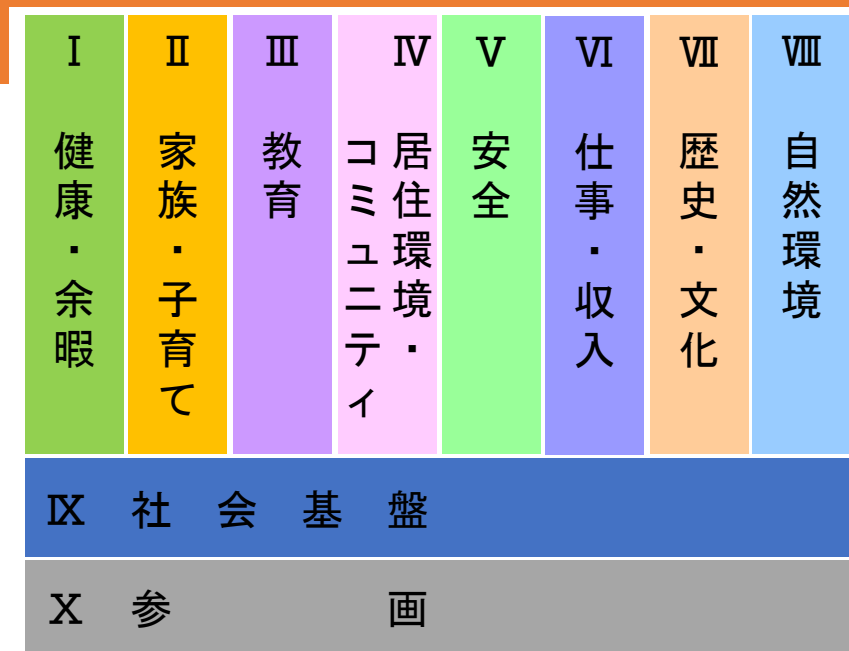 Ⅰ 健康・余暇
Ⅱ 家族・子育て
Ⅲ 教育
Ⅳ 居住環境・
コミュニティ
Ⅴ 安全
Ⅵ 仕事・収入
Ⅶ 歴史・文化
Ⅷ 自然環境
Ⅸ 社会基盤
Ⅹ 参画